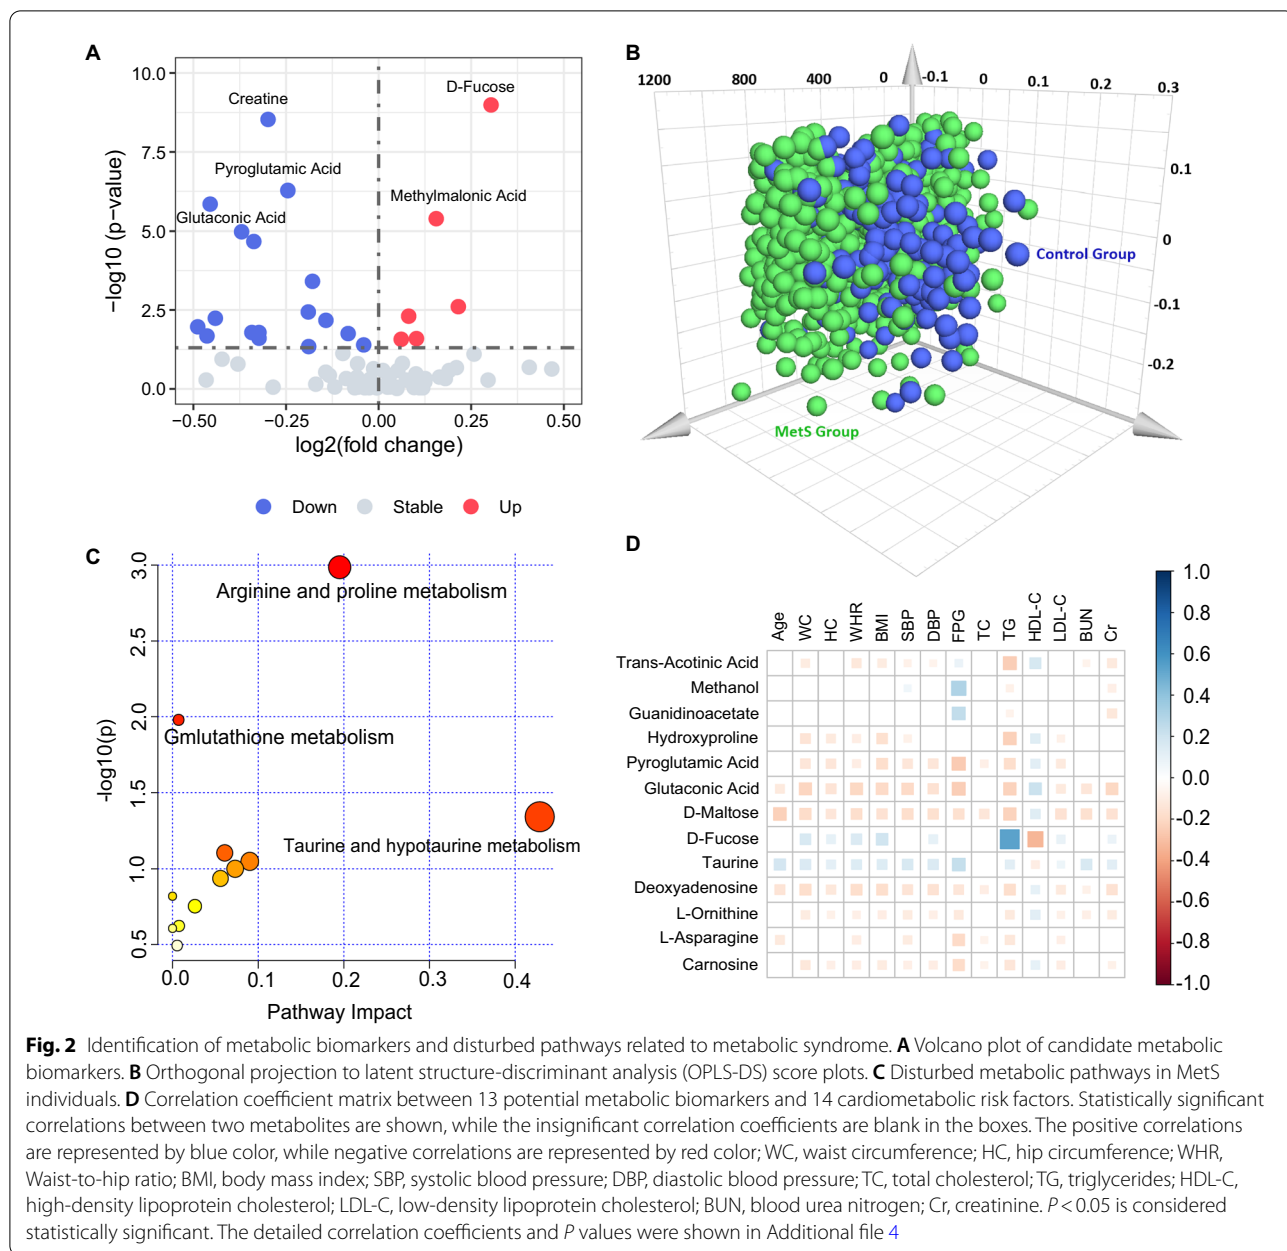 A
10.0
7.5
5.0
2.5
0.0
−log10 (p−value)
Creatine
D-Fucose
Pyroglutamic Acid
Methylmalonic Acid
Glutaconic Acid
−0.50
−0.25
0.00
0.25
0.50
log2(fold change)
Down
Stable
Up
B
1200
800
400
0
-0.1
0
0.1
0.2
0.3
0.1
0
-0.1
-0.2
Control Group
MetS Group
C
3.0
2.5
2.0
1.5
1.0
0.5
-log10(p)
Arginine and proline metabolism
Gmlutathione metabolism
Taurine and hypotaurine metabolism
0.0
0.1
0.2
0.3
0.4
Pathway Impact
D
Age
WC
HC
WHR
BMI
SBP
DBP
FPG
TC
TG
HDL-C
LDL-C
BUN
Cr
Trans-Acotinic Acid
Methanol
Guanidinoacetate
Hydroxyproline
Pyroglutamic Acid
Glutaconic Acid
D-Maltose
D-Fucose
Taurine
Deoxyadenosine
L-Ornithine
L-Asparagine
Carnosine
1.0
0.8
0.6
0.4
0.2
0.0
-0.2
-0.4
-0.6
-0.8
-1.0
Fig. 2 Identification of metabolic biomarkers and disturbed pathways related to metabolic syndrome. A Volcano plot of candidate metabolic
biomarkers. B Orthogonal projection to latent structure-discriminant analysis (OPLS-DS) score plots. C Disturbed metabolic pathways in MetS
individuals. D Correlation coefficient matrix between 13 potential metabolic biomarkers and 14 cardiometabolic risk factors. Statistically significant
correlations between two metabolites are shown, while the insignificant correlation coefficients are blank in the boxes. The positive correlations
are represented by blue color, while negative correlations are represented by red color; WC, waist circumference; HC, hip circumference; WHR,
Waist-to-hip ratio; BMI, body mass index; SBP, systolic blood pressure; DBP, diastolic blood pressure; TC, total cholesterol; TG, triglycerides; HDL-C,
high-density lipoprotein cholesterol; LDL-C, low-density lipoprotein cholesterol; BUN, blood urea nitrogen; Cr, creatinine. P < 0.05 is considered
statistically significant. The detailed correlation coefficients and P values were shown in Additional file 4